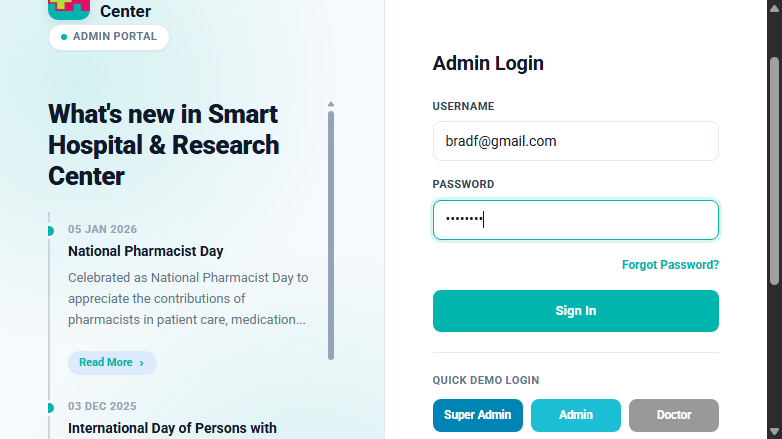 Center
ADMIN PORTAL
What's new in Smart
Hospital & Research
Center
05 JAN 2026
National Pharmacist Day
Celebrated as National Pharmacist Day to
appreciate the contributions of
pharmacists in patient care, medication...
Read More ›
03 DEC 2025
International Day of Persons with
Admin Login
USERNAME
bradf@gmail.com
PASSWORD
••••••••
Forgot Password?
Sign In
QUICK DEMO LOGIN
Super Admin
Admin
Doctor